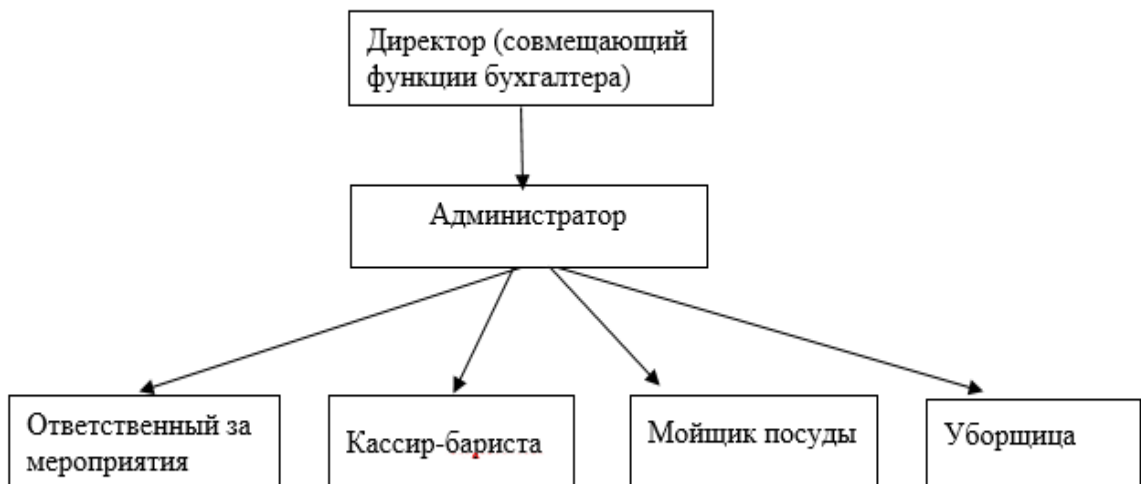 Директор (совмещающий
функции бухгалтера)
Администратор
Ответственный за
мероприятия
Кассир-бариста
Мойщик посуды
Уборщица